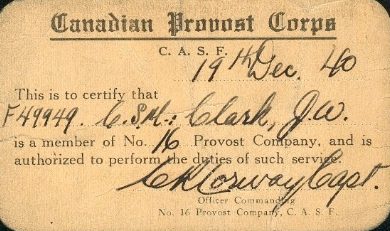 Canadian Provost Corps
C. A. S. F.
19th Dec. 40
This is to certify that
F49949. C.S.M.: Clark, J.W.
is a member of No. 16 Provost Company, and is
authorized to perform the duties of such service.
Capt.
Officer Commanding
No. 16 Provost Company, C. A. S. F.